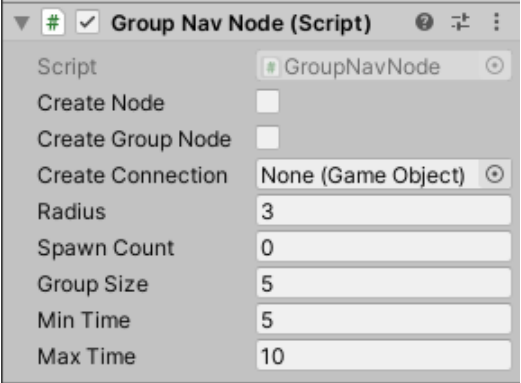 # Group Nav Node (Script)
Script # GroupNavNode
Create Node
Create Group Node
Create Connection None (Game Object)
Radius 3
Spawn Count 0
Group Size 5
Min Time 5
Max Time 10